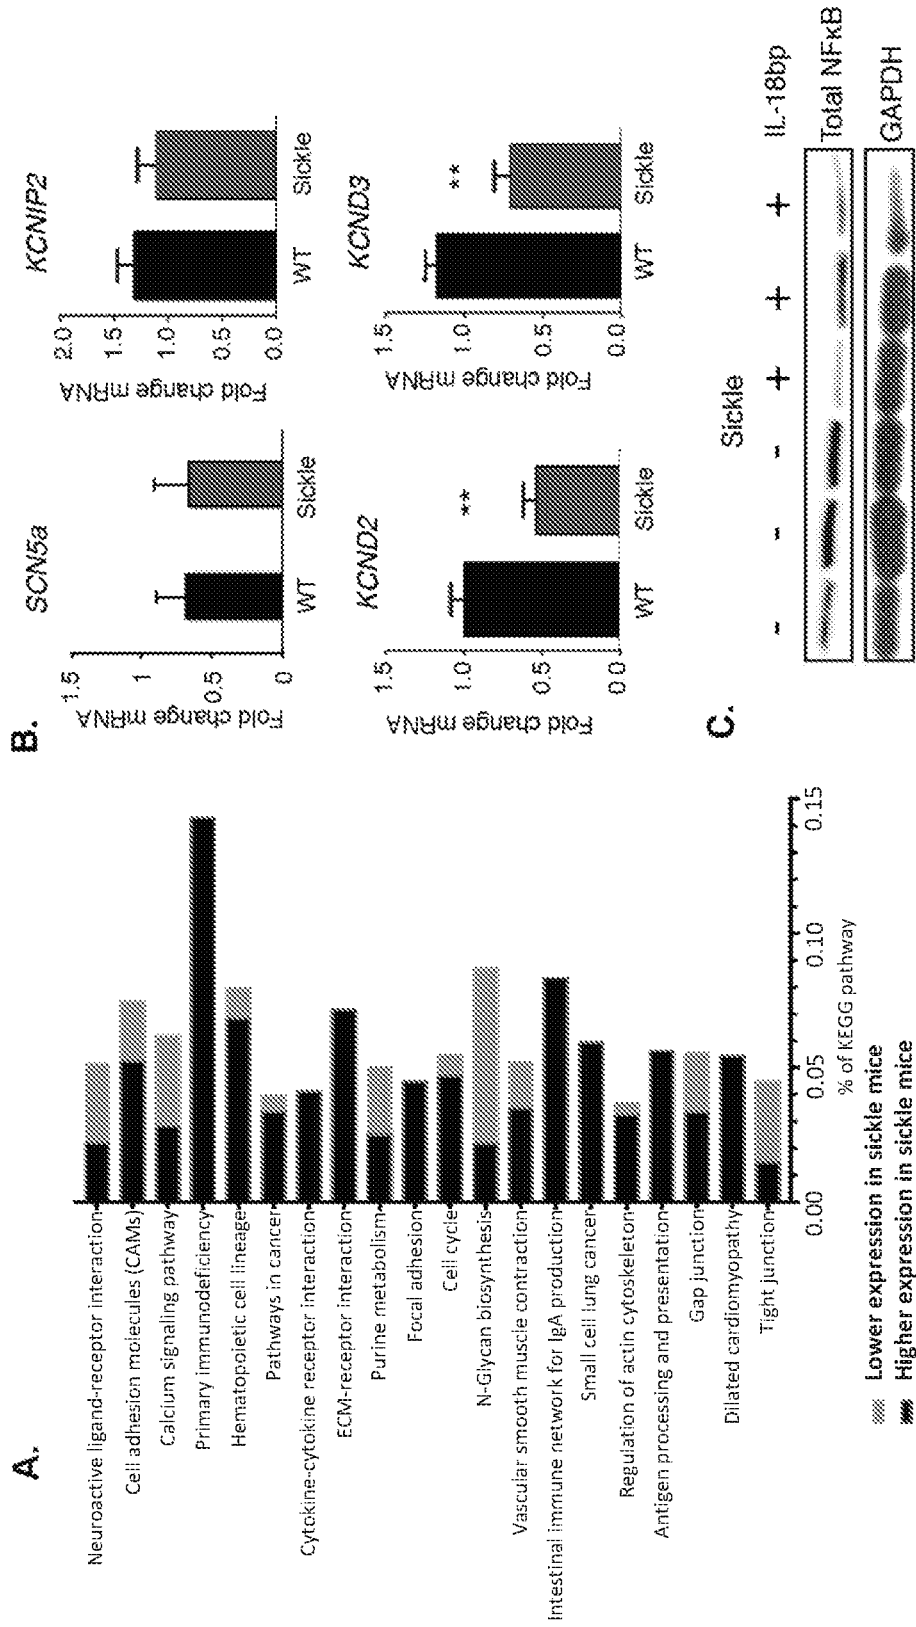 A.
Neuroactive ligand-receptor interaction
Cell adhesion molecules (CAMs)
Calcium signaling pathway
Primary immunodeficiency
Hematopoietic cell lineage
Pathways in cancer
Cytokine-cytokine receptor interaction
ECM-receptor interaction
Purine metabolism
Focal adhesion
Cell cycle
N-Glycan biosynthesis
Vascular smooth muscle contraction
Intestinal immune network for IgA production
Small cell lung cancer
Regulation of actin cytoskeleton
Antigen processing and presentation
Gap junction
Dilated cardiomyopathy
Tight junction
0.00 0.05 0.10 0.15
% of KEGG pathway
Lower expression in sickle mice
Higher expression in sickle mice
B.
SCN5a
Fold change mRNA
1.5
1
0.5
0
WT Sickle
KCNIP2
Fold change mRNA
2.0
1.5
1.0
0.5
0.0
WT Sickle
KCND2
Fold change mRNA
1.5
1.0
0.5
0.0
**
WT Sickle
KCND3
Fold change mRNA
1.5
1.0
0.5
0.0
**
WT Sickle
C.
Sickle
- - - + + + IL-18bp
Total NFκB
GAPDH